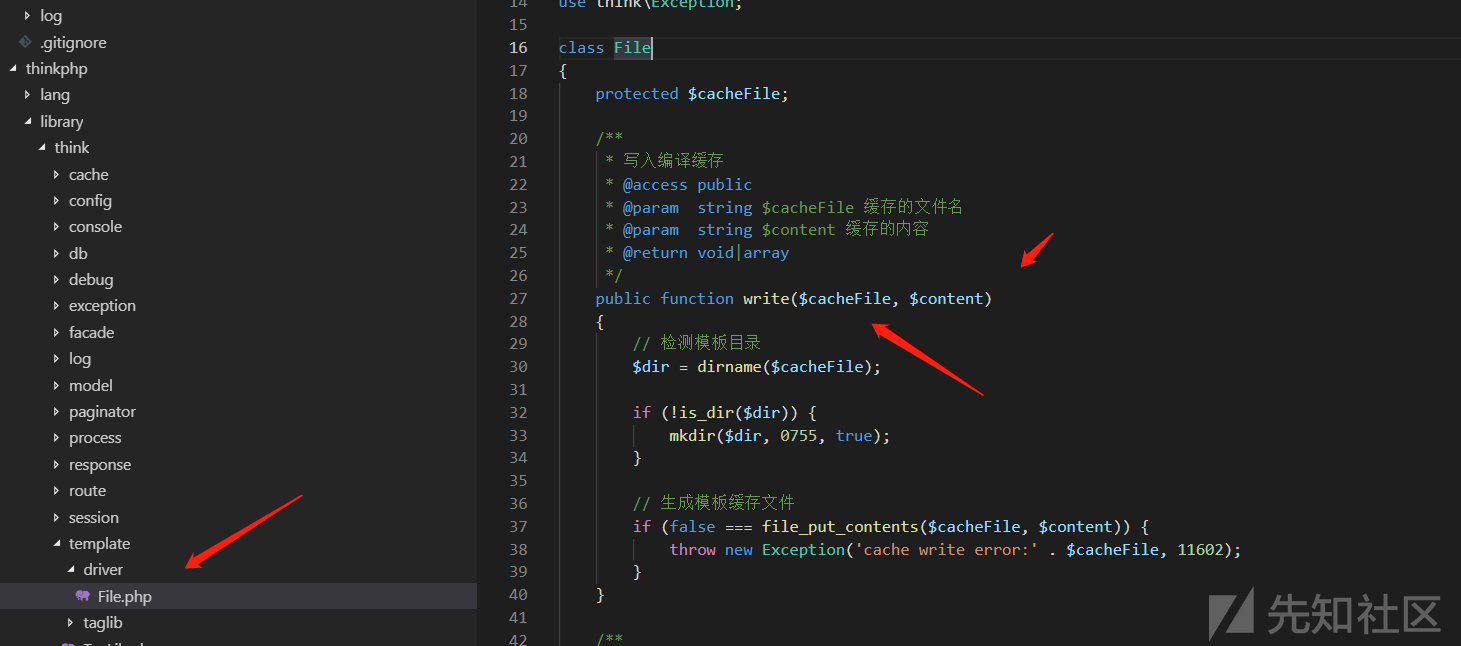 log
.gitignore
thinkphp
lang
library
think
cache
config
console
db
debug
exception
facade
log
model
paginator
process
response
route
session
template
driver
File.php
taglib
14 use think\Exception;
15
16 class File
17 {
18 protected $cacheFile;
19
20 /**
21 * 写入编译缓存
22 * @access public
23 * @param  string $cacheFile 缓存的文件名
24 * @param  string $content 缓存的内容
25 * @return void|array
26 */
27 public function write($cacheFile, $content)
28 {
29 // 检测模板目录
30 $dir = dirname($cacheFile);
31
32 if (!is_dir($dir)) {
33 mkdir($dir, 0755, true);
34 }
35
36 // 生成模板缓存文件
37 if (false === file_put_contents($cacheFile, $content)) {
38 throw new Exception('cache write error:' . $cacheFile, 11602);
39 }
40 }
41
42 /**
先知社区